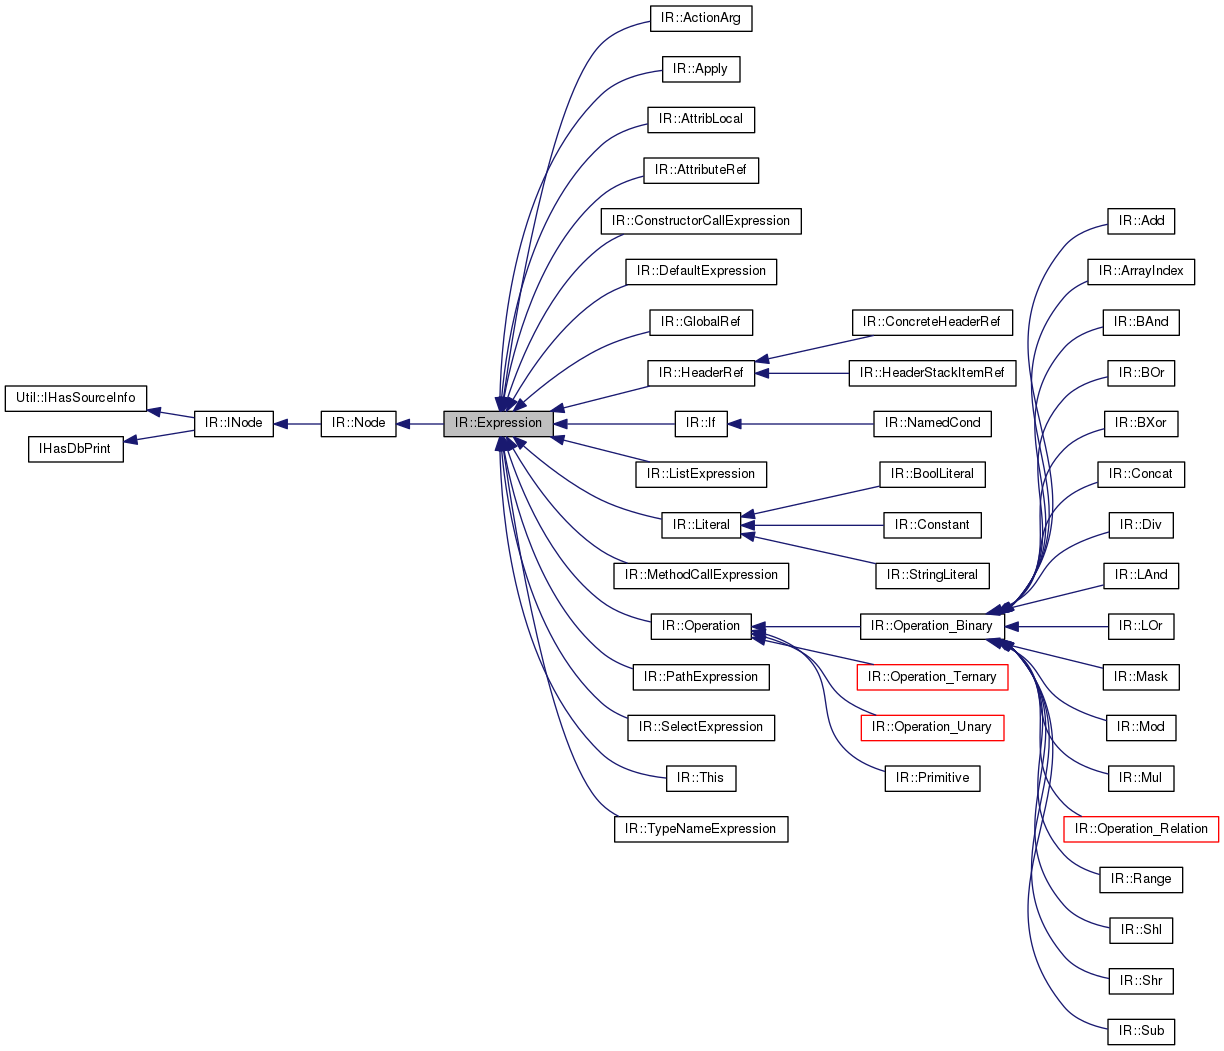 Util::IHasSourceInfo
IHasDbPrint
IR::INode
IR::Node
IR::Expression
IR::ActionArg
IR::Apply
IR::AttribLocal
IR::AttributeRef
IR::ConstructorCallExpression
IR::DefaultExpression
IR::GlobalRef
IR::HeaderRef
IR::If
IR::ListExpression
IR::Literal
IR::MethodCallExpression
IR::Operation
IR::PathExpression
IR::SelectExpression
IR::This
IR::TypeNameExpression
IR::ConcreteHeaderRef
IR::HeaderStackItemRef
IR::NamedCond
IR::BoolLiteral
IR::Constant
IR::StringLiteral
IR::Operation_Binary
IR::Operation_Ternary
IR::Operation_Unary
IR::Primitive
IR::Add
IR::ArrayIndex
IR::BAnd
IR::BOr
IR::BXor
IR::Concat
IR::Div
IR::LAnd
IR::LOr
IR::Mask
IR::Mod
IR::Mul
IR::Operation_Relation
IR::Range
IR::Shl
IR::Shr
IR::Sub